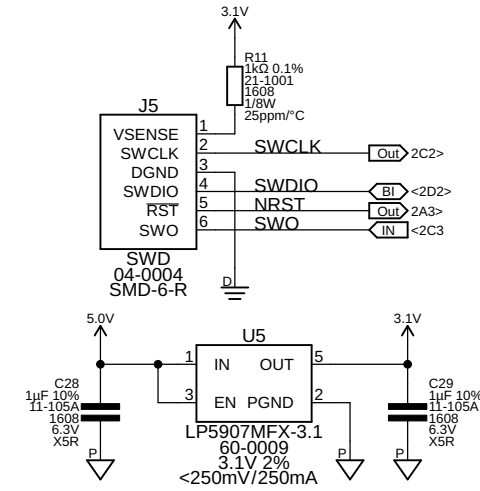 3.1V
R11
1kΩ 0.1%
21-1001
1608
1/8W
25ppm/°C
J5
VSENSE 1
SWCLK 2 SWCLK Out 2C2>
DGND 3
SWDIO 4 SWDIO BI <2D2>
RST 5 NRST Out 2A3>
SWO 6 SWO IN <2C3
SWD
04-0004
SMD-6-R
D
5.0V
3.1V
U5
1 IN OUT 5
3 EN PGND 2
C28
1µF 10%
11-105A
1608
6.3V
X5R
P
LP5907MFX-3.1
60-0009
3.1V 2%
<250mV/250mA
P
C29
1µF 10%
11-105A
1608
6.3V
X5R
P